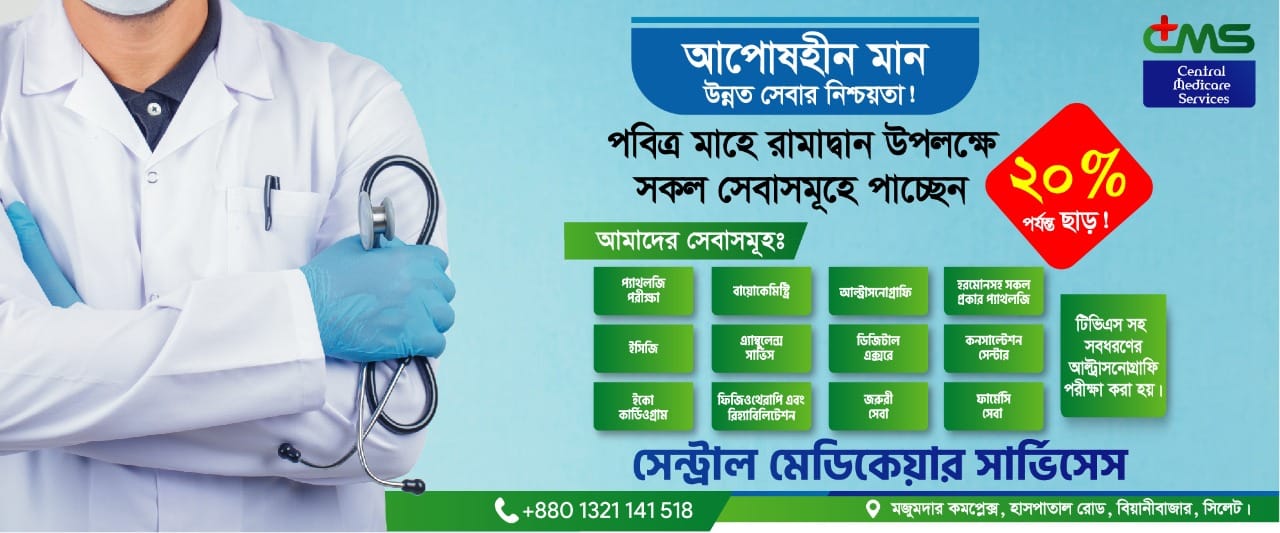 আপোষহীন মান
উন্নত সেবার নিশ্চয়তা!
CMS
Central
Medicare
Services
পবিত্র মাহে রামাদ্বান উপলক্ষে
সকল সেবাসমূহে পাচ্ছেন
২০%
পর্যন্ত ছাড়!
আমাদের সেবাসমূহঃ
প্যাথলজি
পরীক্ষা
বায়োকেমিস্ট্রি
আল্ট্রাসনোগ্রাফি
হরমোনসহ সকল
প্রকার প্যাথলজি
ইসিজি
এ্যাম্বুলেন্স
সার্ভিস
ডিজিটাল
এক্সরে
কনসাল্টেশন
সেন্টার
ইকো
কার্ডিওগ্রাম
ফিজিওথেরাপি এবং
রিহ্যাবিলিটেশন
জরুরী
সেবা
ফার্মেসি
সেবা
টিভিএস সহ
সবধরণের
আল্ট্রাসনোগ্রাফি
পরীক্ষা করা হয়।
সেন্ট্রাল মেডিকেয়ার সার্ভিসেস
+880 1321 141 518
মজুমদার কমপ্লেক্স, হাসপাতাল রোড, বিয়ানীবাজার, সিলেট।